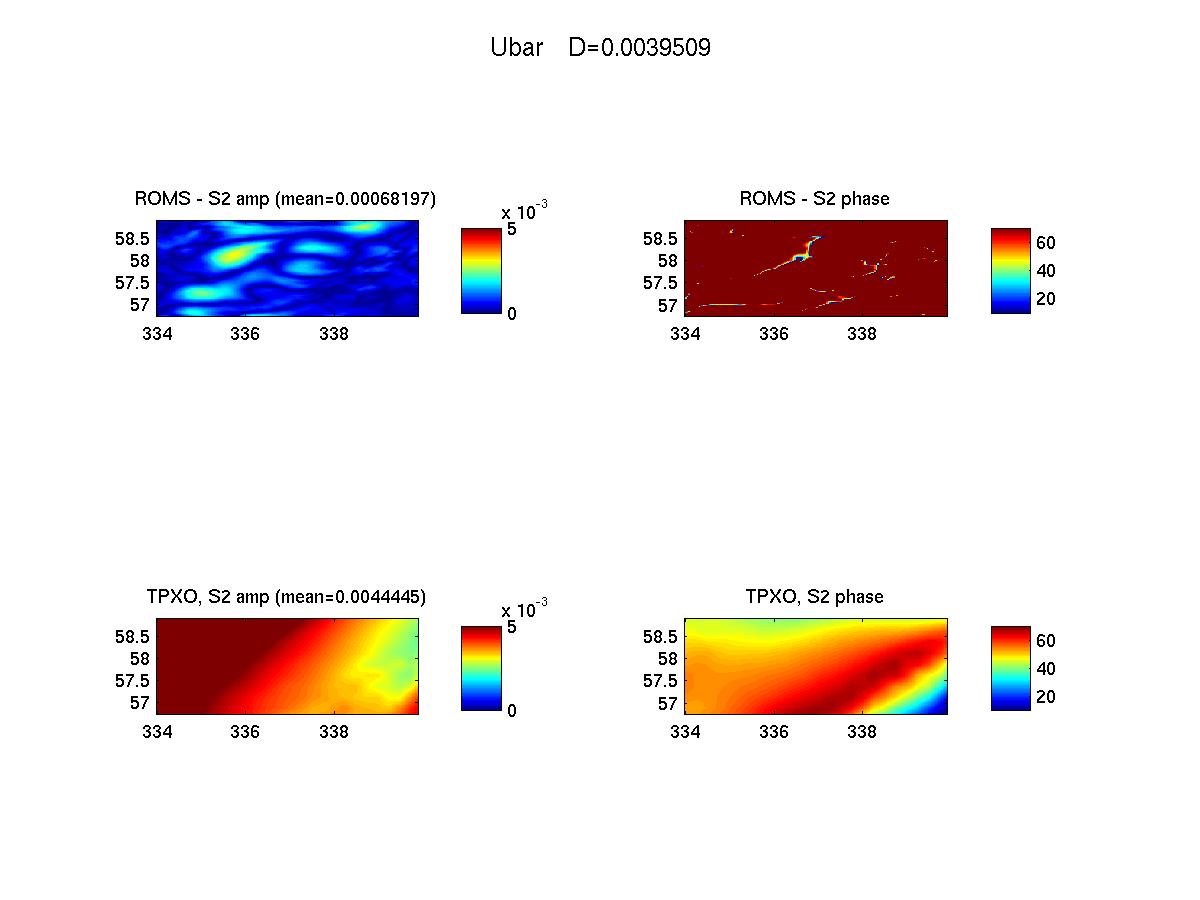 Ubar D=0.0039509
ROMS - S2 amp (mean=0.00068197)
x 10-3
58.5
58
57.5
57
334 336 338
5
0
ROMS - S2 phase
58.5
58
57.5
57
334 336 338
60
40
20
TPXO, S2 amp (mean=0.0044445)
x 10-3
58.5
58
57.5
57
334 336 338
5
0
TPXO, S2 phase
58.5
58
57.5
57
334 336 338
60
40
20